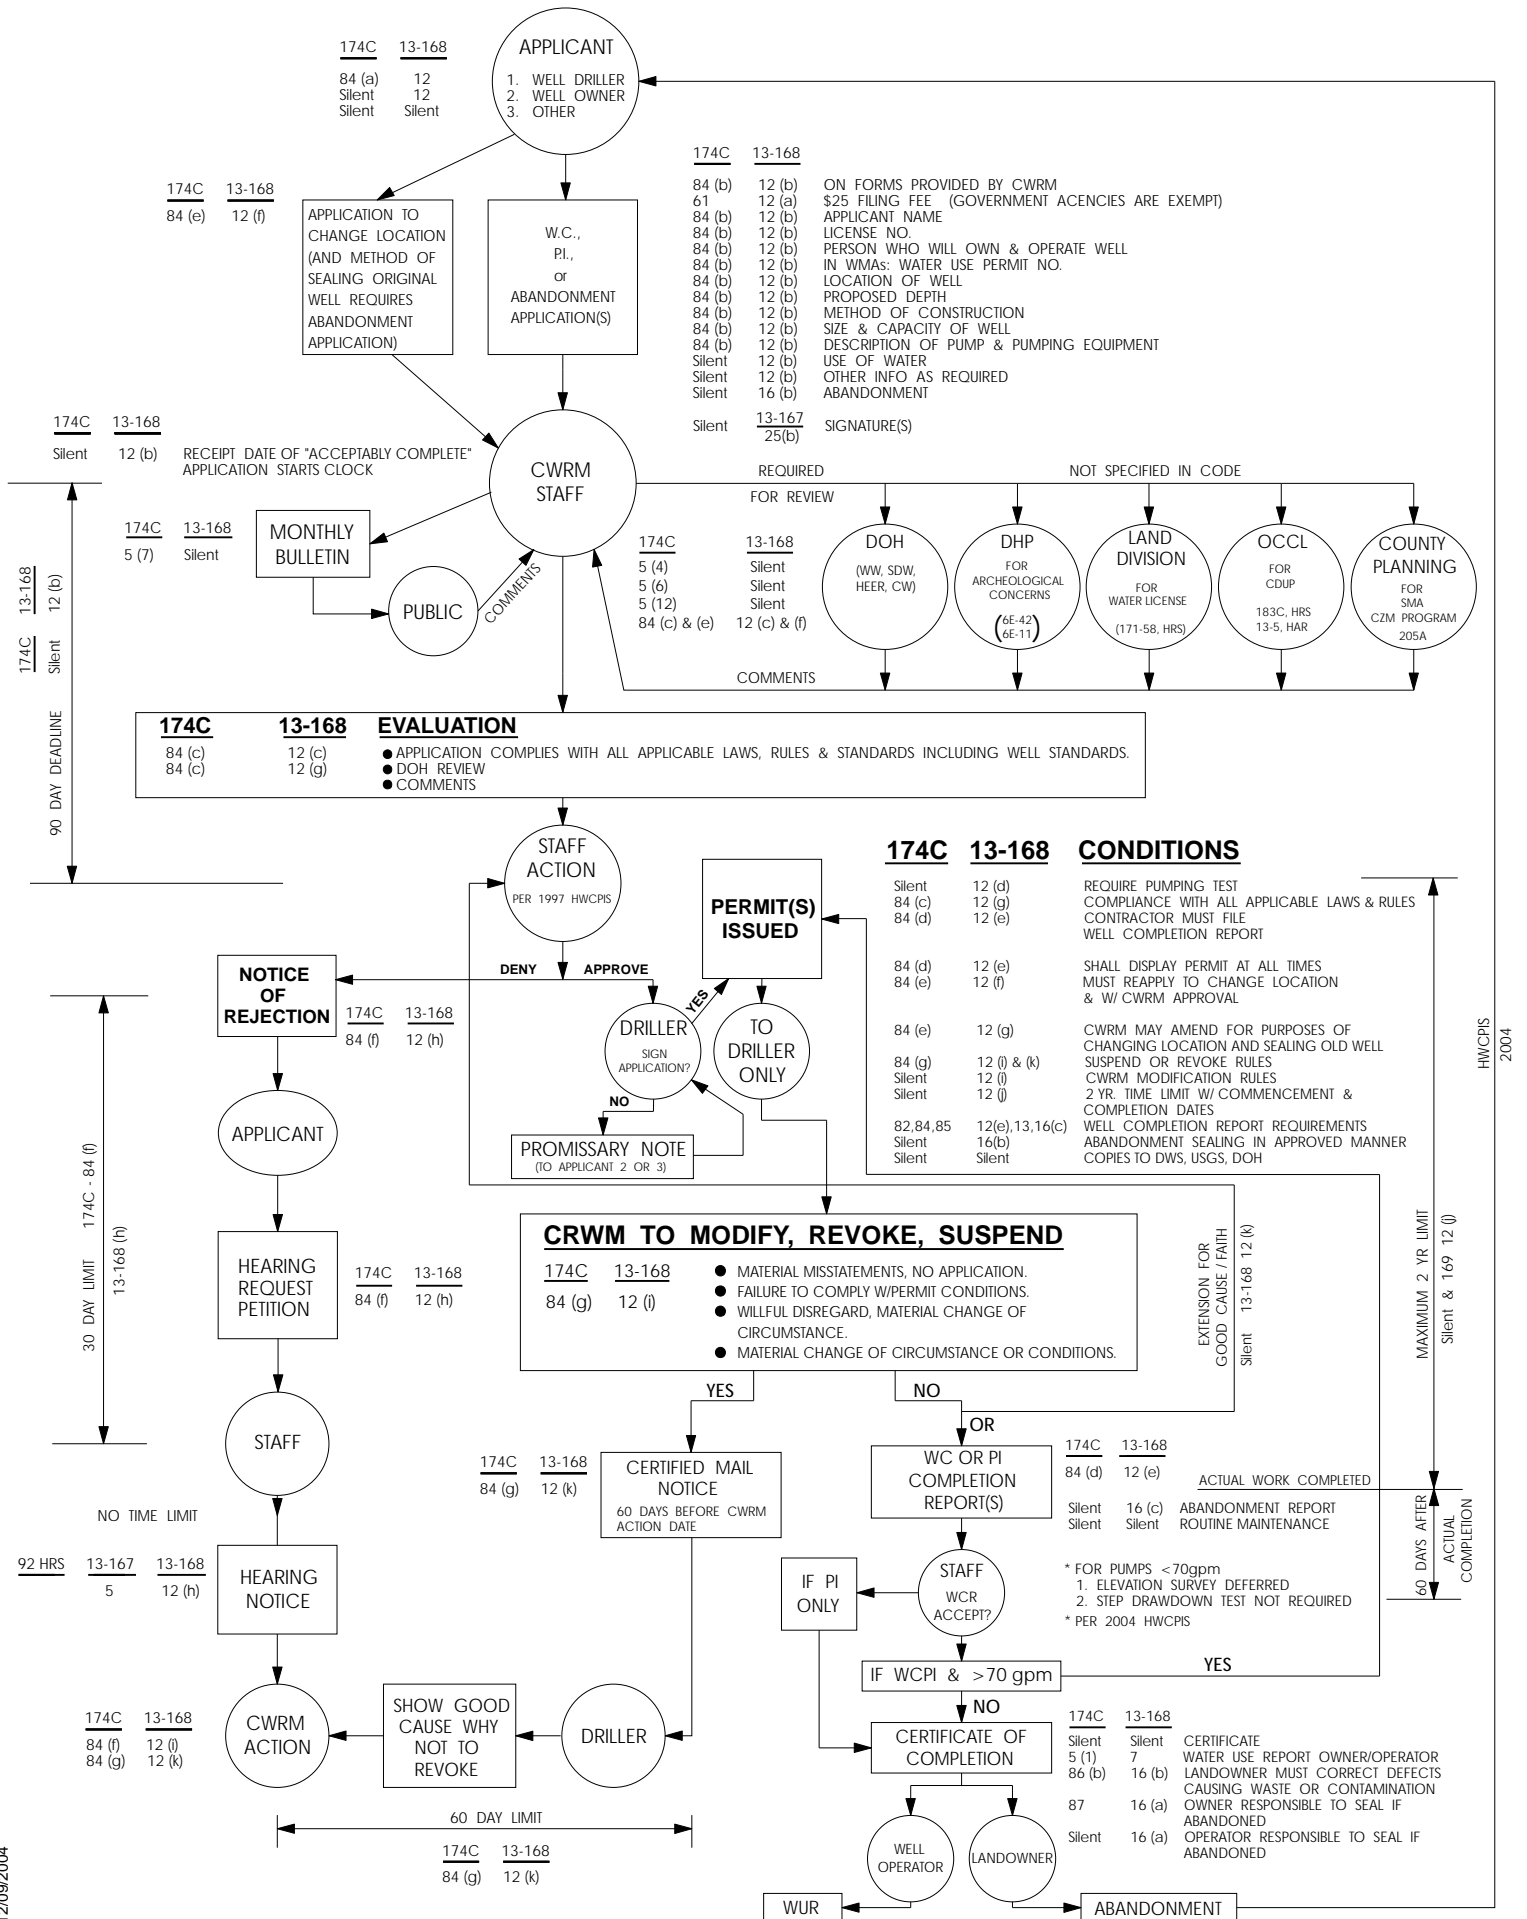 APPLICANT
1. WELL DRILLER
2. WELL OWNER
3. OTHER
174C 13-168
84 (a) 12
Silent 12
Silent Silent
174C 13-168
84 (e) 12 (f)
APPLICATION TO
CHANGE LOCATION
(AND METHOD OF
SEALING ORIGINAL
WELL REQUIRES
ABANDONMENT
APPLICATION)
W.C.,
P.I.,
or
ABANDONMENT
APPLICATION(S)
174C 13-168
84 (b) 12 (b) ON FORMS PROVIDED BY CWRM
61 12 (a) $25 FILING FEE (GOVERNMENT AGENCIES ARE EXEMPT)
84 (b) 12 (b) APPLICANT NAME
84 (b) 12 (b) LICENSE NO.
84 (b) 12 (b) PERSON WHO WILL OWN & OPERATE WELL
84 (b) 12 (b) IN WMAs: WATER USE PERMIT NO.
84 (b) 12 (b) LOCATION OF WELL
84 (b) 12 (b) PROPOSED DEPTH
84 (b) 12 (b) METHOD OF CONSTRUCTION
84 (b) 12 (b) SIZE & CAPACITY OF WELL
84 (b) 12 (b) DESCRIPTION OF PUMP & PUMPING EQUIPMENT
Silent 12 (b) USE OF WATER
Silent 12 (b) OTHER INFO AS REQUIRED
Silent 16 (b) ABANDONMENT
13-167
Silent 25(b) SIGNATURE(S)
174C 13-168
Silent 12 (b) RECEIPT DATE OF "ACCEPTABLY COMPLETE"
APPLICATION STARTS CLOCK
CWRM
STAFF
REQUIRED NOT SPECIFIED IN CODE
FOR REVIEW
174C 13-168
5 (7) Silent
MONTHLY
BULLETIN
PUBLIC
COMMENTS
174C 13-168
5 (4) Silent
5 (6) Silent
5 (12) Silent
84 (c) & (e) 12 (c) & (f)
DOH
(WW, SDW,
HEER, CW)
DHP
FOR
ARCHEOLOGICAL
CONCERNS
(6E-42
6E-11)
LAND
DIVISION
FOR
WATER LICENSE
(171-58, HRS)
OCCL
FOR
CDUP
183C, HRS
13-5, HAR
COUNTY
PLANNING
FOR
SMA
CZM PROGRAM
205A
COMMENTS
90 DAY DEADLINE
174C 13-168
Silent 12 (b)
174C 13-168 EVALUATION
84 (c) 12 (c) ● APPLICATION COMPLIES WITH ALL APPLICABLE LAWS, RULES & STANDARDS INCLUDING WELL STANDARDS.
84 (c) 12 (g) ● DOH REVIEW
● COMMENTS
STAFF
ACTION
PER 1997 HWCPIS
DENY APPROVE
PERMIT(S)
ISSUED
174C 13-168 CONDITIONS
Silent 12 (d) REQUIRE PUMPING TEST
84 (c) 12 (g) COMPLIANCE WITH ALL APPLICABLE LAWS & RULES
84 (d) 12 (e) CONTRACTOR MUST FILE
WELL COMPLETION REPORT
84 (d) 12 (e) SHALL DISPLAY PERMIT AT ALL TIMES
84 (e) 12 (f) MUST REAPPLY TO CHANGE LOCATION
& W/ CWRM APPROVAL
84 (e) 12 (g) CWRM MAY AMEND FOR PURPOSES OF
CHANGING LOCATION AND SEALING OLD WELL
84 (g) 12 (i) & (k) SUSPEND OR REVOKE RULES
Silent 12 (i) CWRM MODIFICATION RULES
Silent 12 (j) 2 YR. TIME LIMIT W/ COMMENCEMENT &
COMPLETION DATES
82,84,85 12(e),13,16(c) WELL COMPLETION REPORT REQUIREMENTS
Silent 16(b) ABANDONMENT SEALING IN APPROVED MANNER
Silent Silent COPIES TO DWS, USGS, DOH
NOTICE
OF
REJECTION
174C 13-168
84 (f) 12 (h)
DRILLER
SIGN
APPLICATION?
YES
NO
TO
DRILLER
ONLY
PROMISSARY NOTE
(TO APPLICANT 2 OR 3)
APPLICANT
30 DAY LIMIT 174C - 84 (f)
13-168 (h)
HEARING
REQUEST
PETITION
174C 13-168
84 (f) 12 (h)
CRWM TO MODIFY, REVOKE, SUSPEND
174C 13-168
84 (g) 12 (i)
● MATERIAL MISSTATEMENTS, NO APPLICATION.
● FAILURE TO COMPLY W/PERMIT CONDITIONS.
● WILLFUL DISREGARD, MATERIAL CHANGE OF
CIRCUMSTANCE.
● MATERIAL CHANGE OF CIRCUMSTANCE OR CONDITIONS.
YES NO
OR
EXTENSION FOR
GOOD CAUSE / FAITH
Silent 13-168 12 (k)
MAXIMUM 2 YR LIMIT
Silent & 169 12 (j)
HWCPIS
2004
STAFF
NO TIME LIMIT
174C 13-168
84 (g) 12 (k)
CERTIFIED MAIL
NOTICE
60 DAYS BEFORE CWRM
ACTION DATE
WC OR PI
COMPLETION
REPORT(S)
174C 13-168
84 (d) 12 (e)
ACTUAL WORK COMPLETED
Silent 16 (c) ABANDONMENT REPORT
Silent Silent ROUTINE MAINTENANCE
60 DAYS AFTER
ACTUAL
COMPLETION
92 HRS 13-167 13-168
5 12 (h)
HEARING
NOTICE
IF PI
ONLY
STAFF
WCR
ACCEPT?
* FOR PUMPS <70gpm
1. ELEVATION SURVEY DEFERRED
2. STEP DRAWDOWN TEST NOT REQUIRED
* PER 2004 HWCPIS
IF WCPI & >70 gpm
YES
NO
174C 13-168
84 (f) 12 (i)
84 (g) 12 (k)
CWRM
ACTION
SHOW GOOD
CAUSE WHY
NOT TO
REVOKE
DRILLER
CERTIFICATE OF
COMPLETION
174C 13-168
Silent Silent CERTIFICATE
5 (1) 7 WATER USE REPORT OWNER/OPERATOR
86 (b) 16 (b) LANDOWNER MUST CORRECT DEFECTS
CAUSING WASTE OR CONTAMINATION
87 16 (a) OWNER RESPONSIBLE TO SEAL IF
ABANDONED
Silent 16 (a) OPERATOR RESPONSIBLE TO SEAL IF
ABANDONED
60 DAY LIMIT
174C 13-168
84 (g) 12 (k)
WELL
OPERATOR
LANDOWNER
WUR
ABANDONMENT
12/09/2004